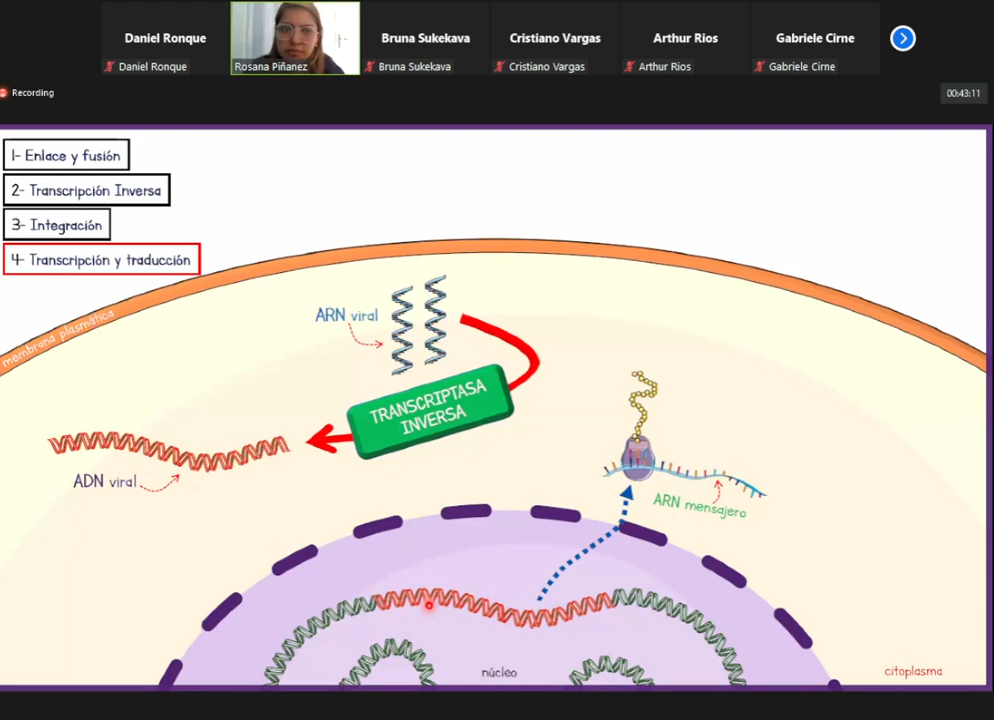 Daniel Ronque
Bruna Sukekava
Cristiano Vargas
Arthur Rios
Gabriele Cirne
Daniel Ronque
Rosana Piñanez
Bruna Sukekava
Cristiano Vargas
Arthur Rios
Gabriele Cirne
Recording
00:43:11
1- Enlace y fusión
2- Transcripción Inversa
3- Integración
4- Transcripción y traducción
membrana plasmática
ARN viral
TRANSCRIPTASA
INVERSA
ADN viral
ARN mensajero
núcleo
citoplasma